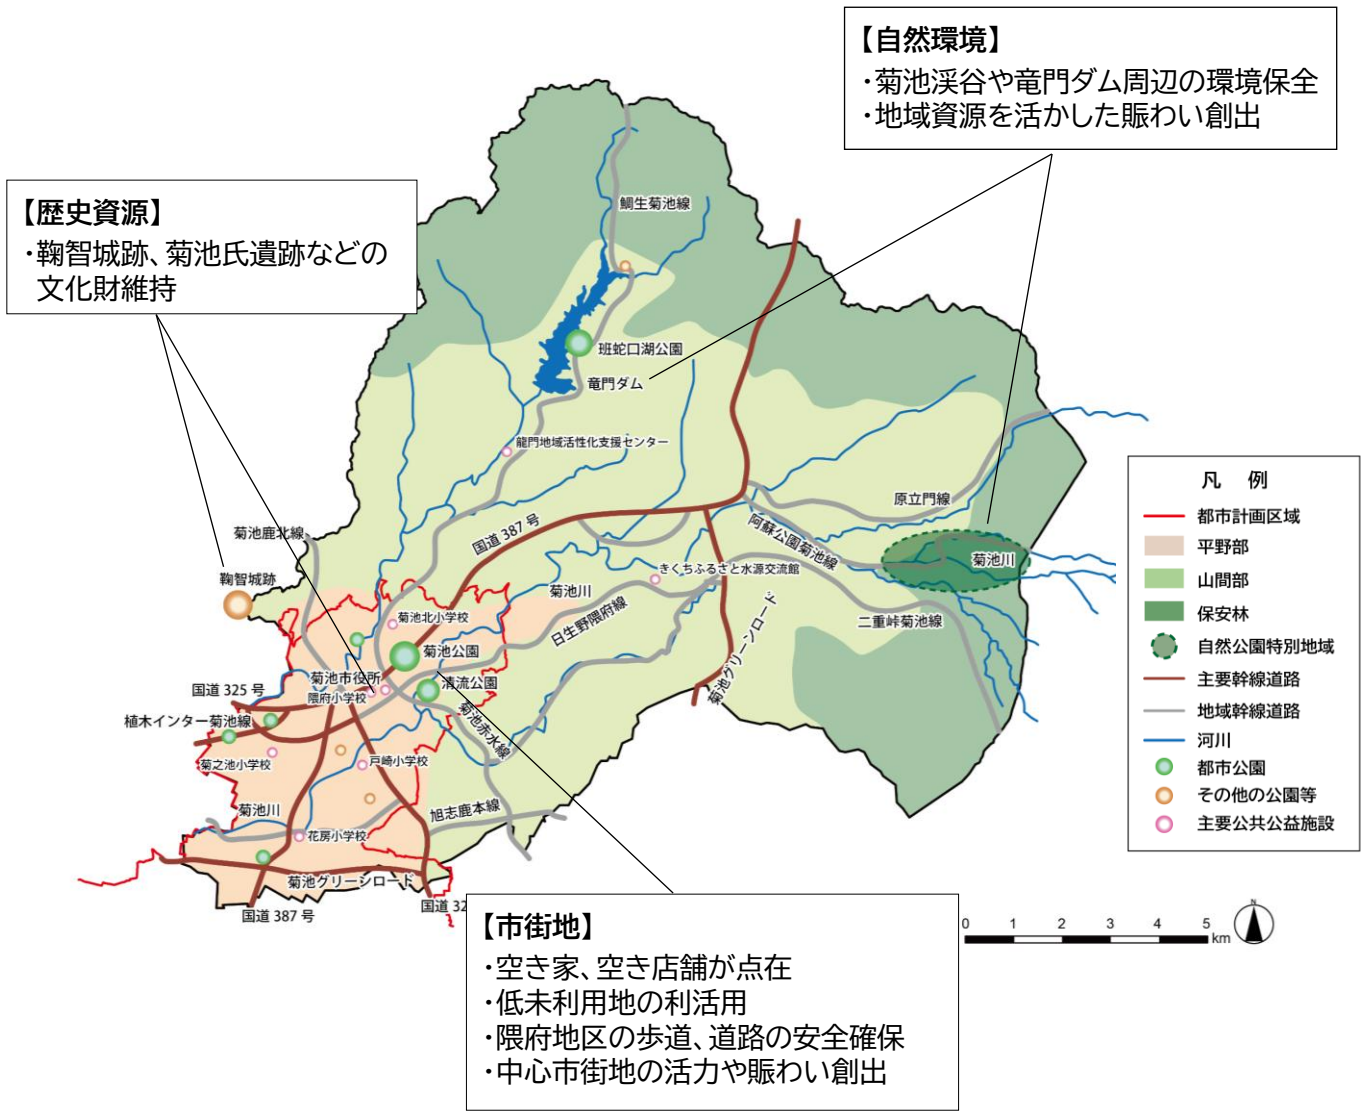 【自然環境】
・菊池渓谷や竜門ダム周辺の環境保全
・地域資源を活かした賑わい創出
【歴史資源】
・鞠智城跡、菊池氏遺跡などの
文化財維持
鯛生菊池線
班蛇口湖公園
竜門ダム
龍門地域活性化支援センター
原立門線
国道 387 号
阿蘇公園菊池線
菊池鹿北線
菊池川
きくちふるさと水源交流館
鞠智城跡
菊池川
日生野隈府線
菊池グリーンロード
二重峠菊池線
菊池北小学校
菊池公園
菊池市役所
清流公園
国道 325 号
隈府小学校
植木インター菊池線
菊池赤水線
菊之池小学校
戸崎小学校
菊池川
旭志鹿本線
花房小学校
菊池グリーンロード
国道 387 号
国道 32
凡 例
都市計画区域
平野部
山間部
保安林
自然公園特別地域
主要幹線道路
地域幹線道路
河川
都市公園
その他の公園等
主要公共公益施設
0 1 2 3 4 5 km
N
【市街地】
・空き家、空き店舗が点在
・低未利用地の利活用
・隈府地区の歩道、道路の安全確保
・中心市街地の活力や賑わい創出